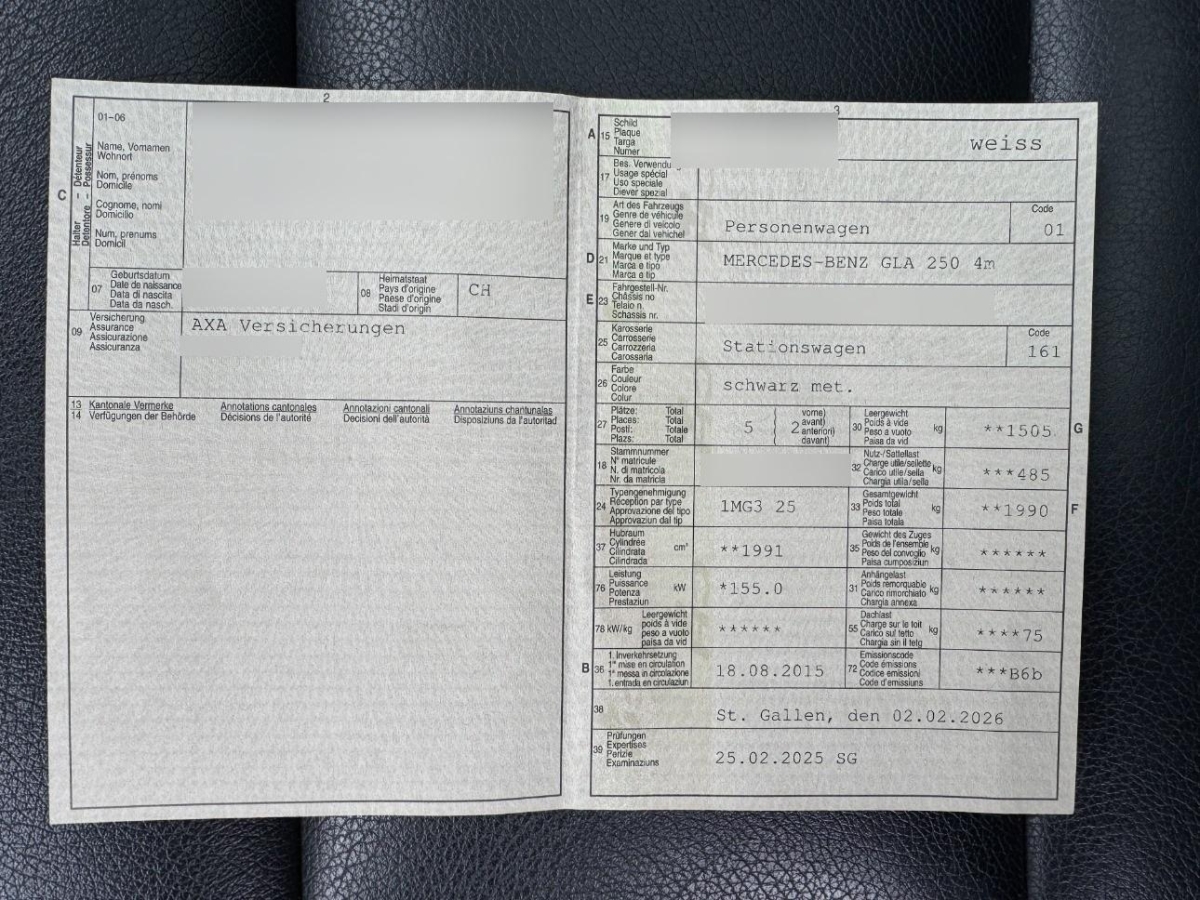 2
C
Halter - Détenteur
Detentore - Possessur
01-06
Name, Vornamen
Wohnort
Nom, prénoms
Domicile
Cognome, nomi
Domicilio
Num, prenums
Domicil
07
Geburtsdatum
Date de naissance
Data di nascita
Data da nasch.
08
Heimatstaat
Pays d'origine
Paese d'origine
Stadi d'origin
CH
09
Versicherung
Assurance
Assicurazione
Assicuranza
AXA Versicherungen
13 Kantonale Vermerke
14 Verfügungen der Behörde
Annotations cantonales
Décisions de l'autorité
Annotazioni cantonali
Decisioni dell'autorità
Annotaziuns chantunalas
Disposiziuns da l'autoritad
3
A 15
Schild
Plaque
Targa
Numer
weiss
17
Bes. Verwendu
Usage spécial
Uso speciale
Diever spezial
19
Art des Fahrzeugs
Genre de véhicule
Genere di veicolo
Gener dal vehichel
Personenwagen
Code
01
D 21
Marke und Typ
Marque et type
Marca e tipo
Marca e tip
MERCEDES-BENZ GLA 250 4m
E 23
Fahrgestell-Nr.
Châssis no
Telaio n.
Schassis nr.
25
Karosserie
Carrosserie
Carrozzeria
Carossaria
Stationswagen
Code
161
26
Farbe
Couleur
Colore
Colur
schwarz met.
27
Plätze: Total
Places: Total
Posti: Totale
Plazs: Total
5
( vorne)
( 2 avant)
( anteriori)
( davant)
30
Leergewicht
Poids à vide
Peso a vuoto
Paisa da vid
kg
**1505
G
18
Stammnummer
N° matricule
N. di matricola
Nr. da matricla
32
Nutz-/Sattellast
Charge utile/sellette
Carico utile/sella
Chargia utila/sella
kg
***485
24
Typengenehmigung
Réception par type
Approvazione del tipo
Approvaziun dal tip
1MG3 25
33
Gesamtgewicht
Poids total
Peso totale
Paisa totala
kg
**1990
F
37
Hubraum
Cylindrée
Cilindrata
Cilindrada
cm³
**1991
35
Gewicht des Zuges
Poids de l'ensemble
Peso del convoglio
Paisa cumposiziun
kg
******
76
Leistung
Puissance
Potenza
Prestaziun
kW
*155.0
31
Anhängelast
Poids remorquable
Carico rimorchiato
Chargia annexa
kg
******
78 kW/kg
Leergewicht
poids à vide
peso a vuoto
paisa da vid
******
55
Dachlast
Charge sur le toit
Carico sul tetto
Chargia sin il tetg
kg
****75
B 36
1. Inverkehrsetzung
1re mise en circulation
1a messa in circolazione
1. entrada en circulaziun
18.08.2015
72
Emissionscode
Code émissions
Codice emissioni
Code d'emissiuns
***B6b
38
St. Gallen, den 02.02.2026
39
Prüfungen
Expertises
Perizie
Examinaziuns
25.02.2025 SG